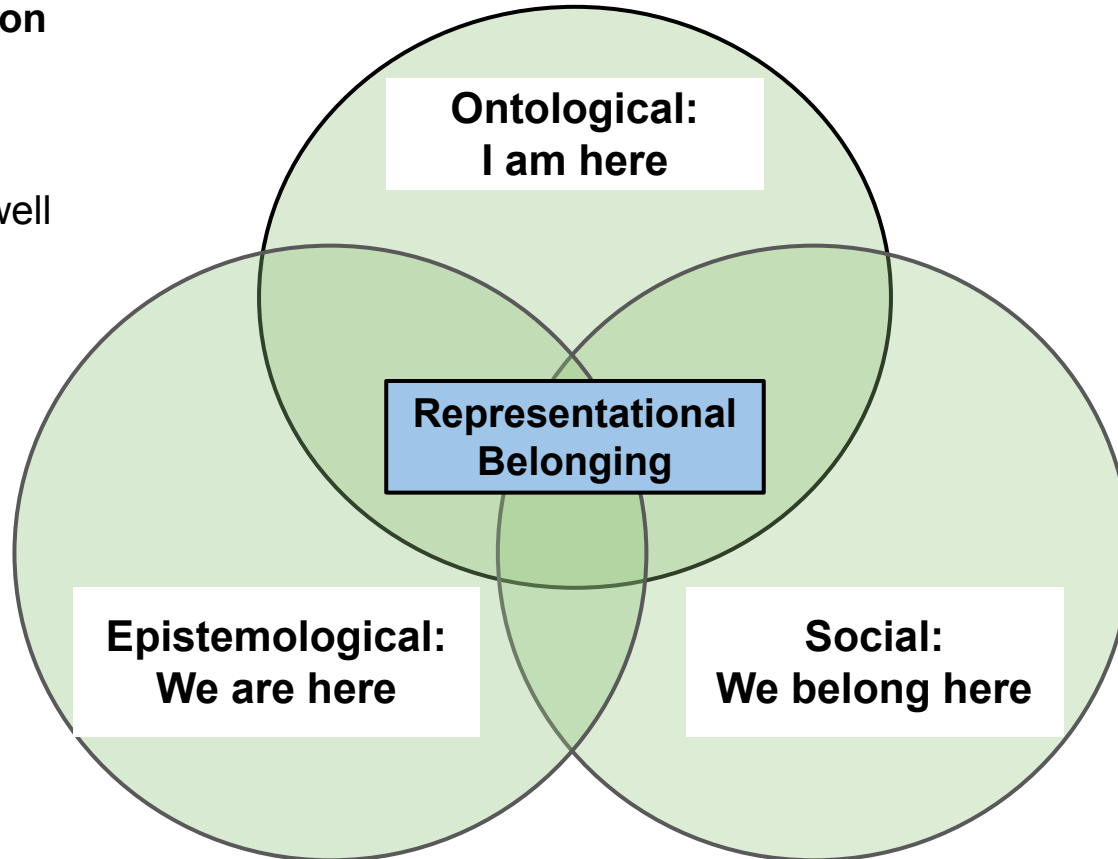 on
well
Ontological:
I am here
Representational
Belonging
Epistemological:
We are here
Social:
We belong here